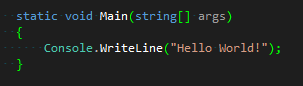 static void Main(string[] args)
{
    Console.WriteLine("Hello World!");
}